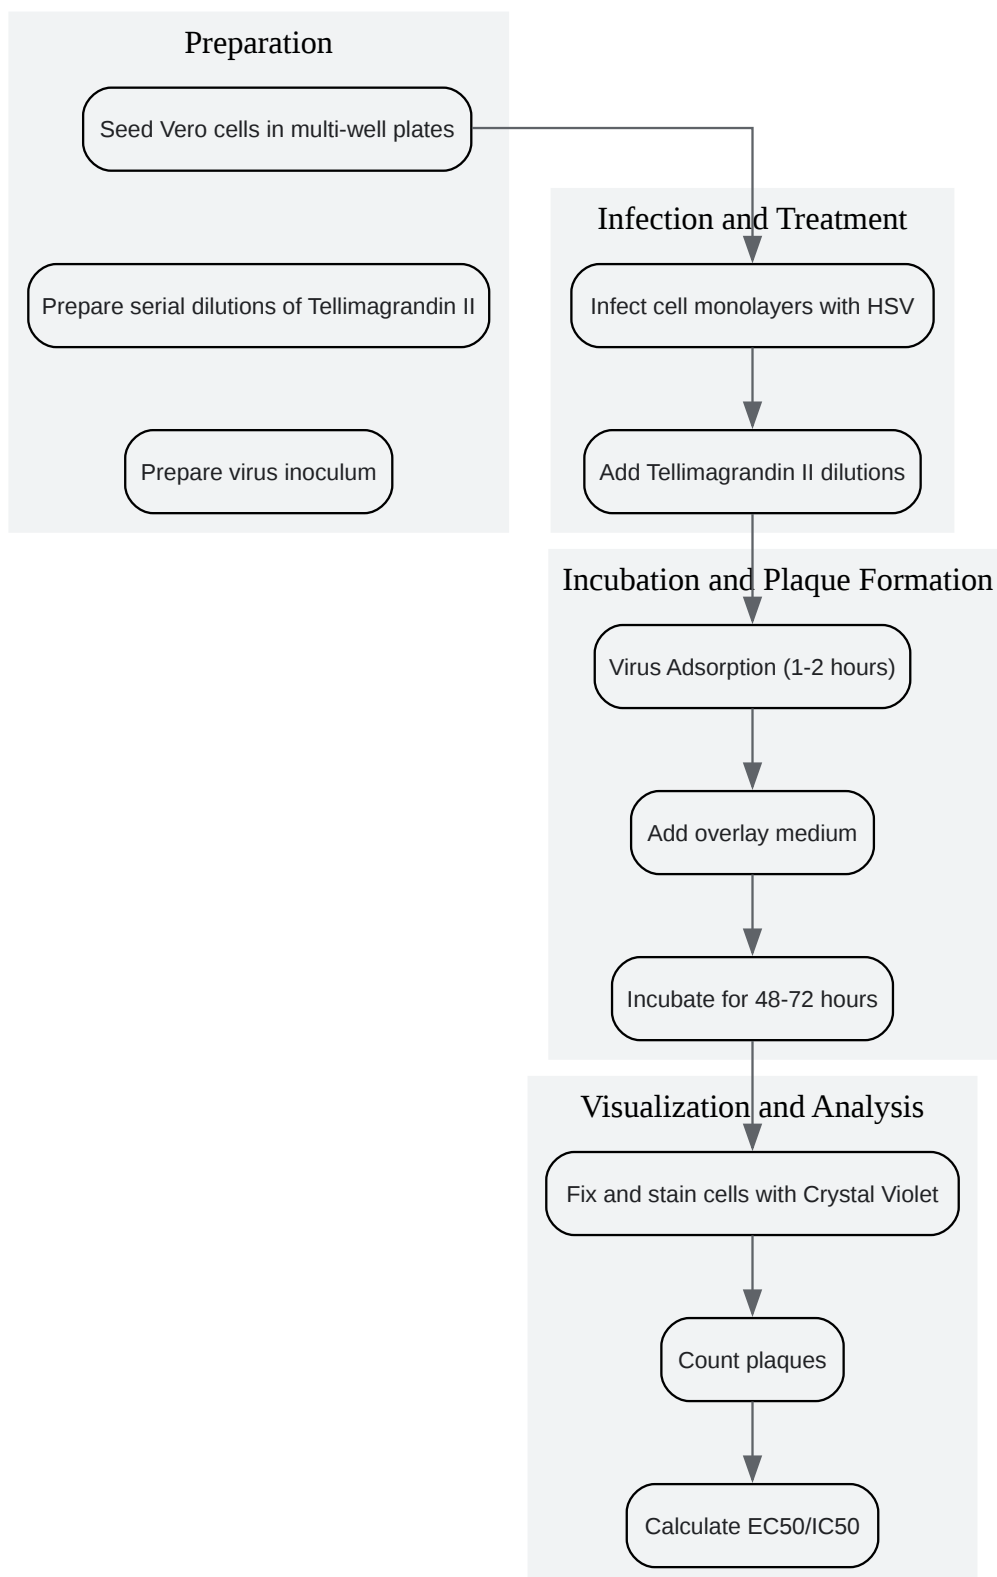 Preparation
Seed Vero cells in multi-well plates
Prepare serial dilutions of Tellimagrandin II
Prepare virus inoculum
Infection and Treatment
Infect cell monolayers with HSV
Add Tellimagrandin II dilutions
Incubation and Plaque Formation
Virus Adsorption (1-2 hours)
Add overlay medium
Incubate for 48-72 hours
Visualization and Analysis
Fix and stain cells with Crystal Violet
Count plaques
Calculate EC50/IC50